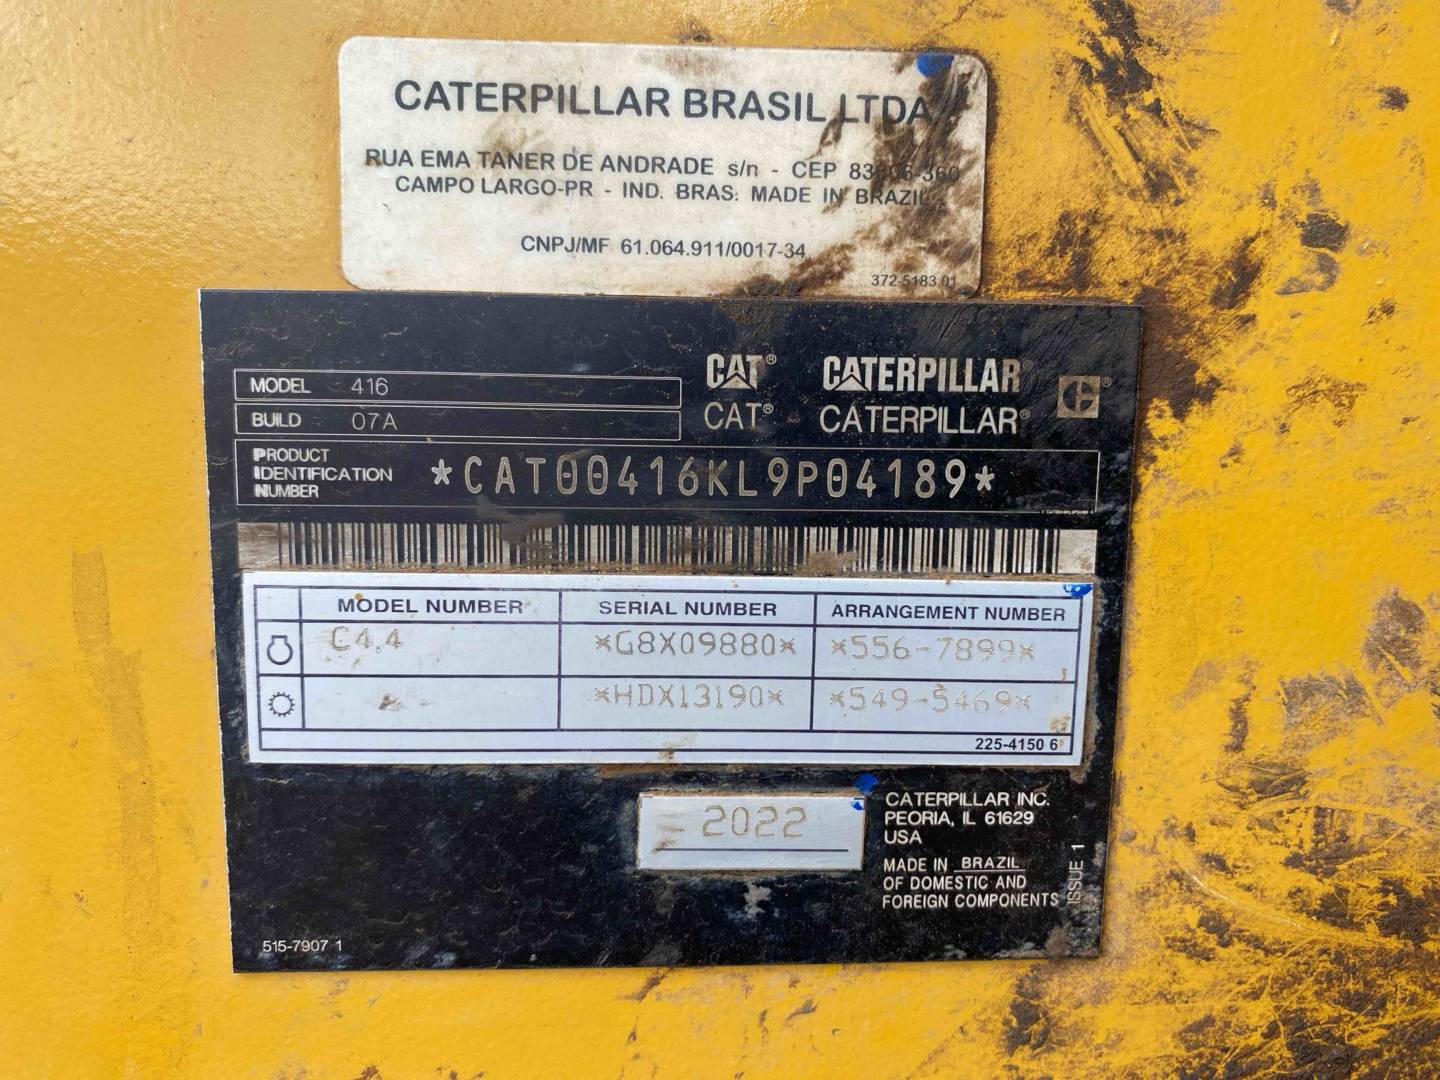 CATERPILLAR BRASIL LTDA
RUA EMA TANER DE ANDRADE s/n - CEP
CAMPO LARGO-PR - IND. BRAS. MADE IN BRAZIL
CNPJ/MF 61.064.911/0017-34
372-5183 01
MODEL 416
BUILD 07A
CAT® CATERPILLAR®
CAT® CATERPILLAR®
PRODUCT
IDENTIFICATION
NUMBER
*CAT00416KL9P04189*
MODEL NUMBER SERIAL NUMBER ARRANGEMENT NUMBER
C4.4 *G8X09880* *556-7899*
*HDX13190* *549-5469*
225-4150 6
2022
CATERPILLAR INC.
PEORIA, IL 61629
USA
MADE IN BRAZIL
OF DOMESTIC AND
FOREIGN COMPONENTS
ISSUE 1
515-7907 1